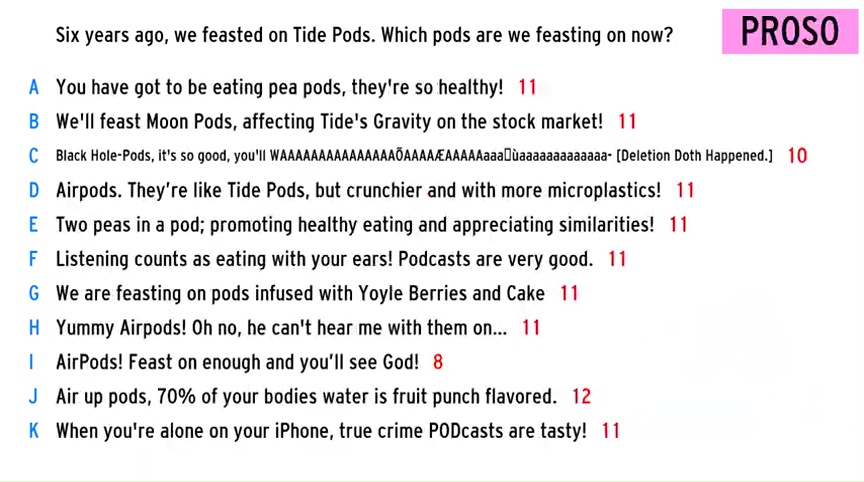 Six years ago, we feasted on Tide Pods. Which pods are we feasting on now?
PROSO
A You have got to be eating pea pods, they're so healthy! 11
B We'll feast Moon Pods, affecting Tide's Gravity on the stock market! 11
C Black Hole-Pods, it's so good, you'll WAAAAAAAAAAAAAAAÕAAAAÆAAAAAaaa▯ùaaaaaaaaaaaaa- [Deletion Doth Happened.] 10
D Airpods. They’re like Tide Pods, but crunchier and with more microplastics! 11
E Two peas in a pod; promoting healthy eating and appreciating similarities! 11
F Listening counts as eating with your ears! Podcasts are very good. 11
G We are feasting on pods infused with Yoyle Berries and Cake 11
H Yummy Airpods! Oh no, he can't hear me with them on... 11
I AirPods! Feast on enough and you’ll see God! 8
J Air up pods, 70% of your bodies water is fruit punch flavored. 12
K When you're alone on your iPhone, true crime PODcasts are tasty! 11